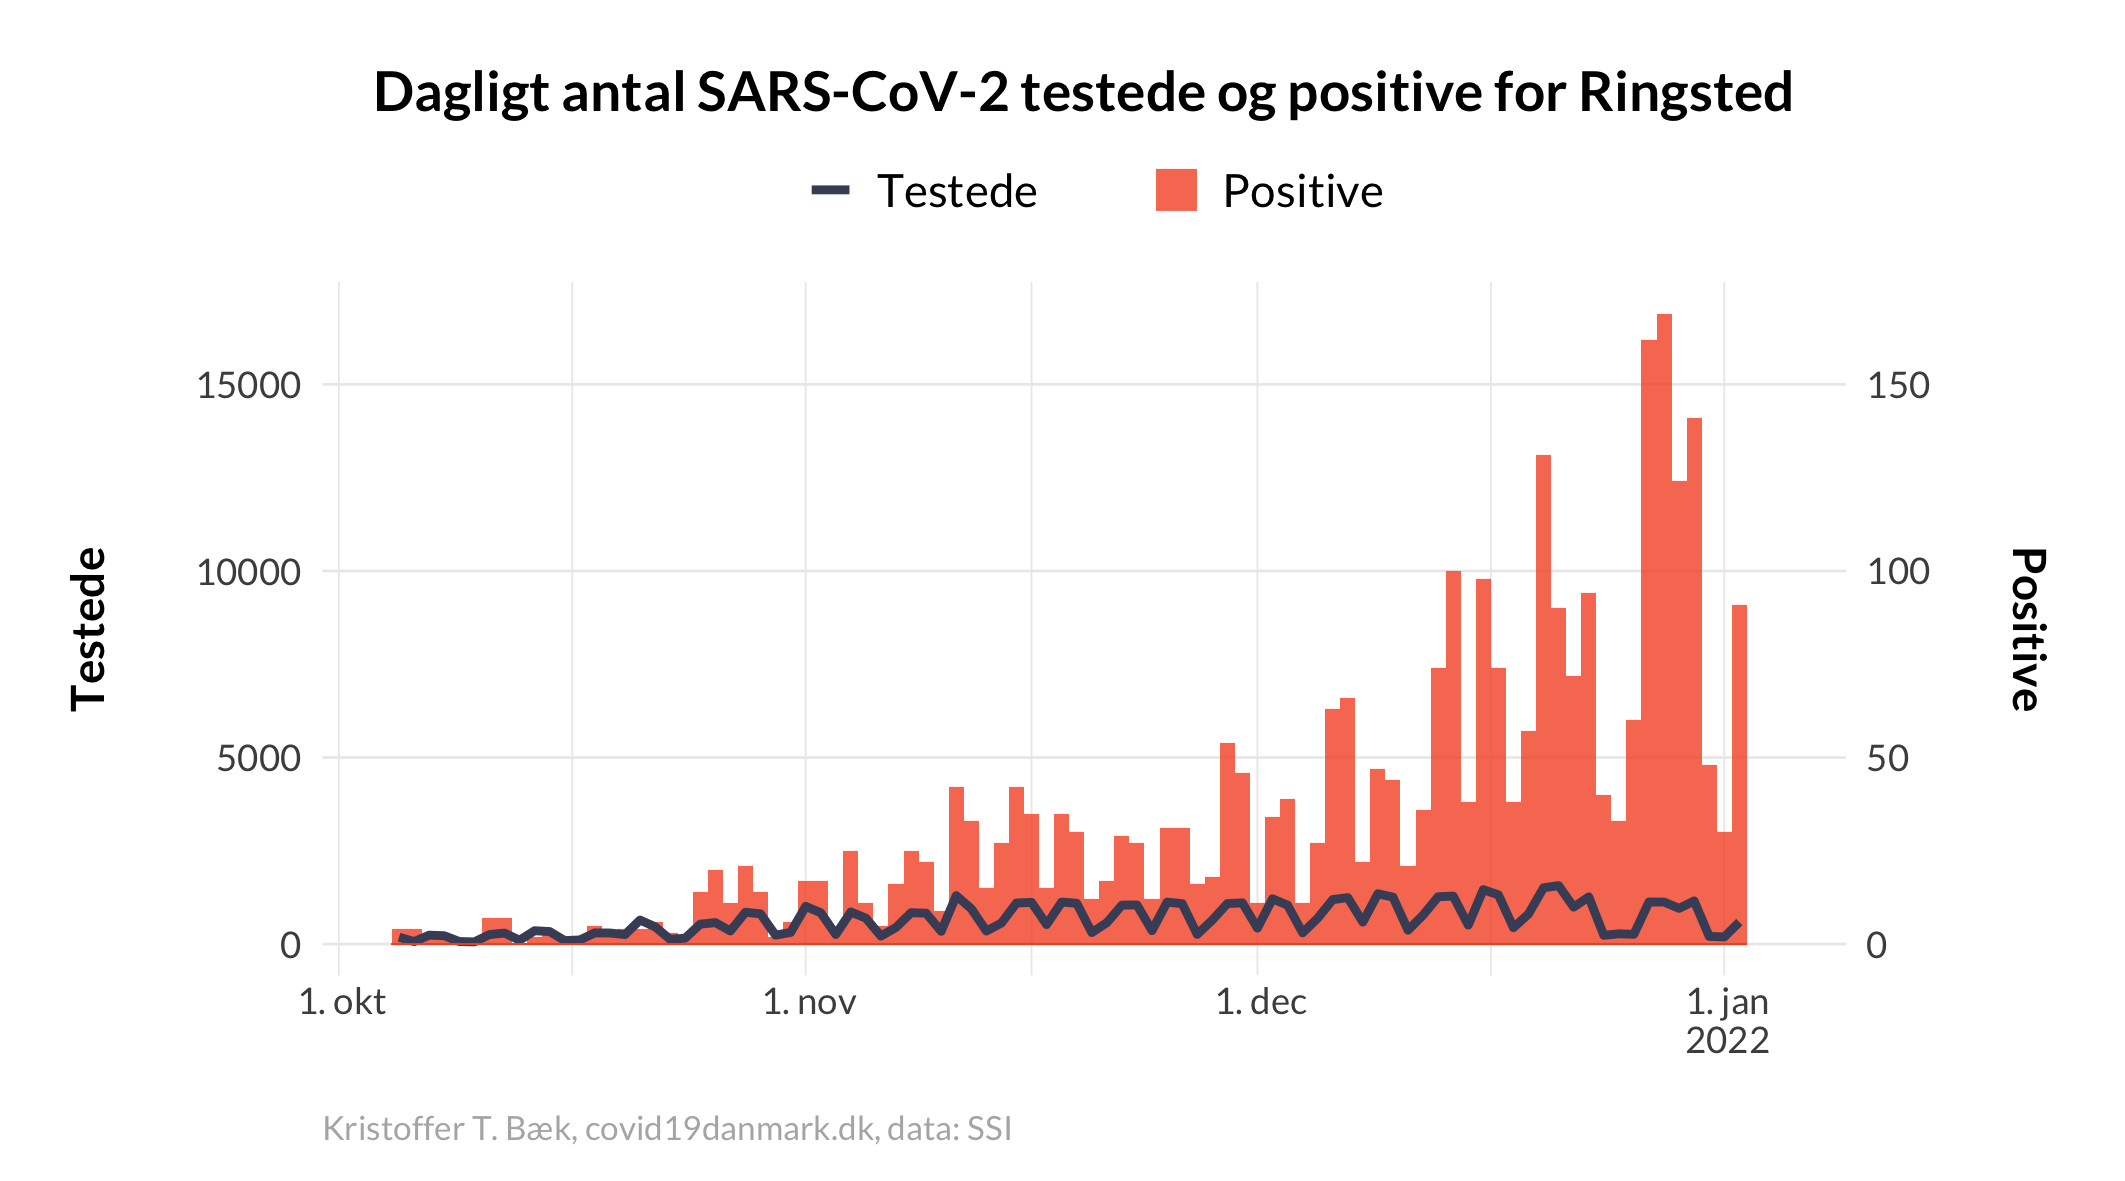 Dagligt antal SARS-CoV-2 testede og positive for Ringsted
Testede Positive
15000 150
10000 100
5000 50
0 0
Testede
Positive
1. okt 1. nov 1. dec 1. jan
2022
Kristoffer T. Bæk, covid19danmark.dk, data: SSI